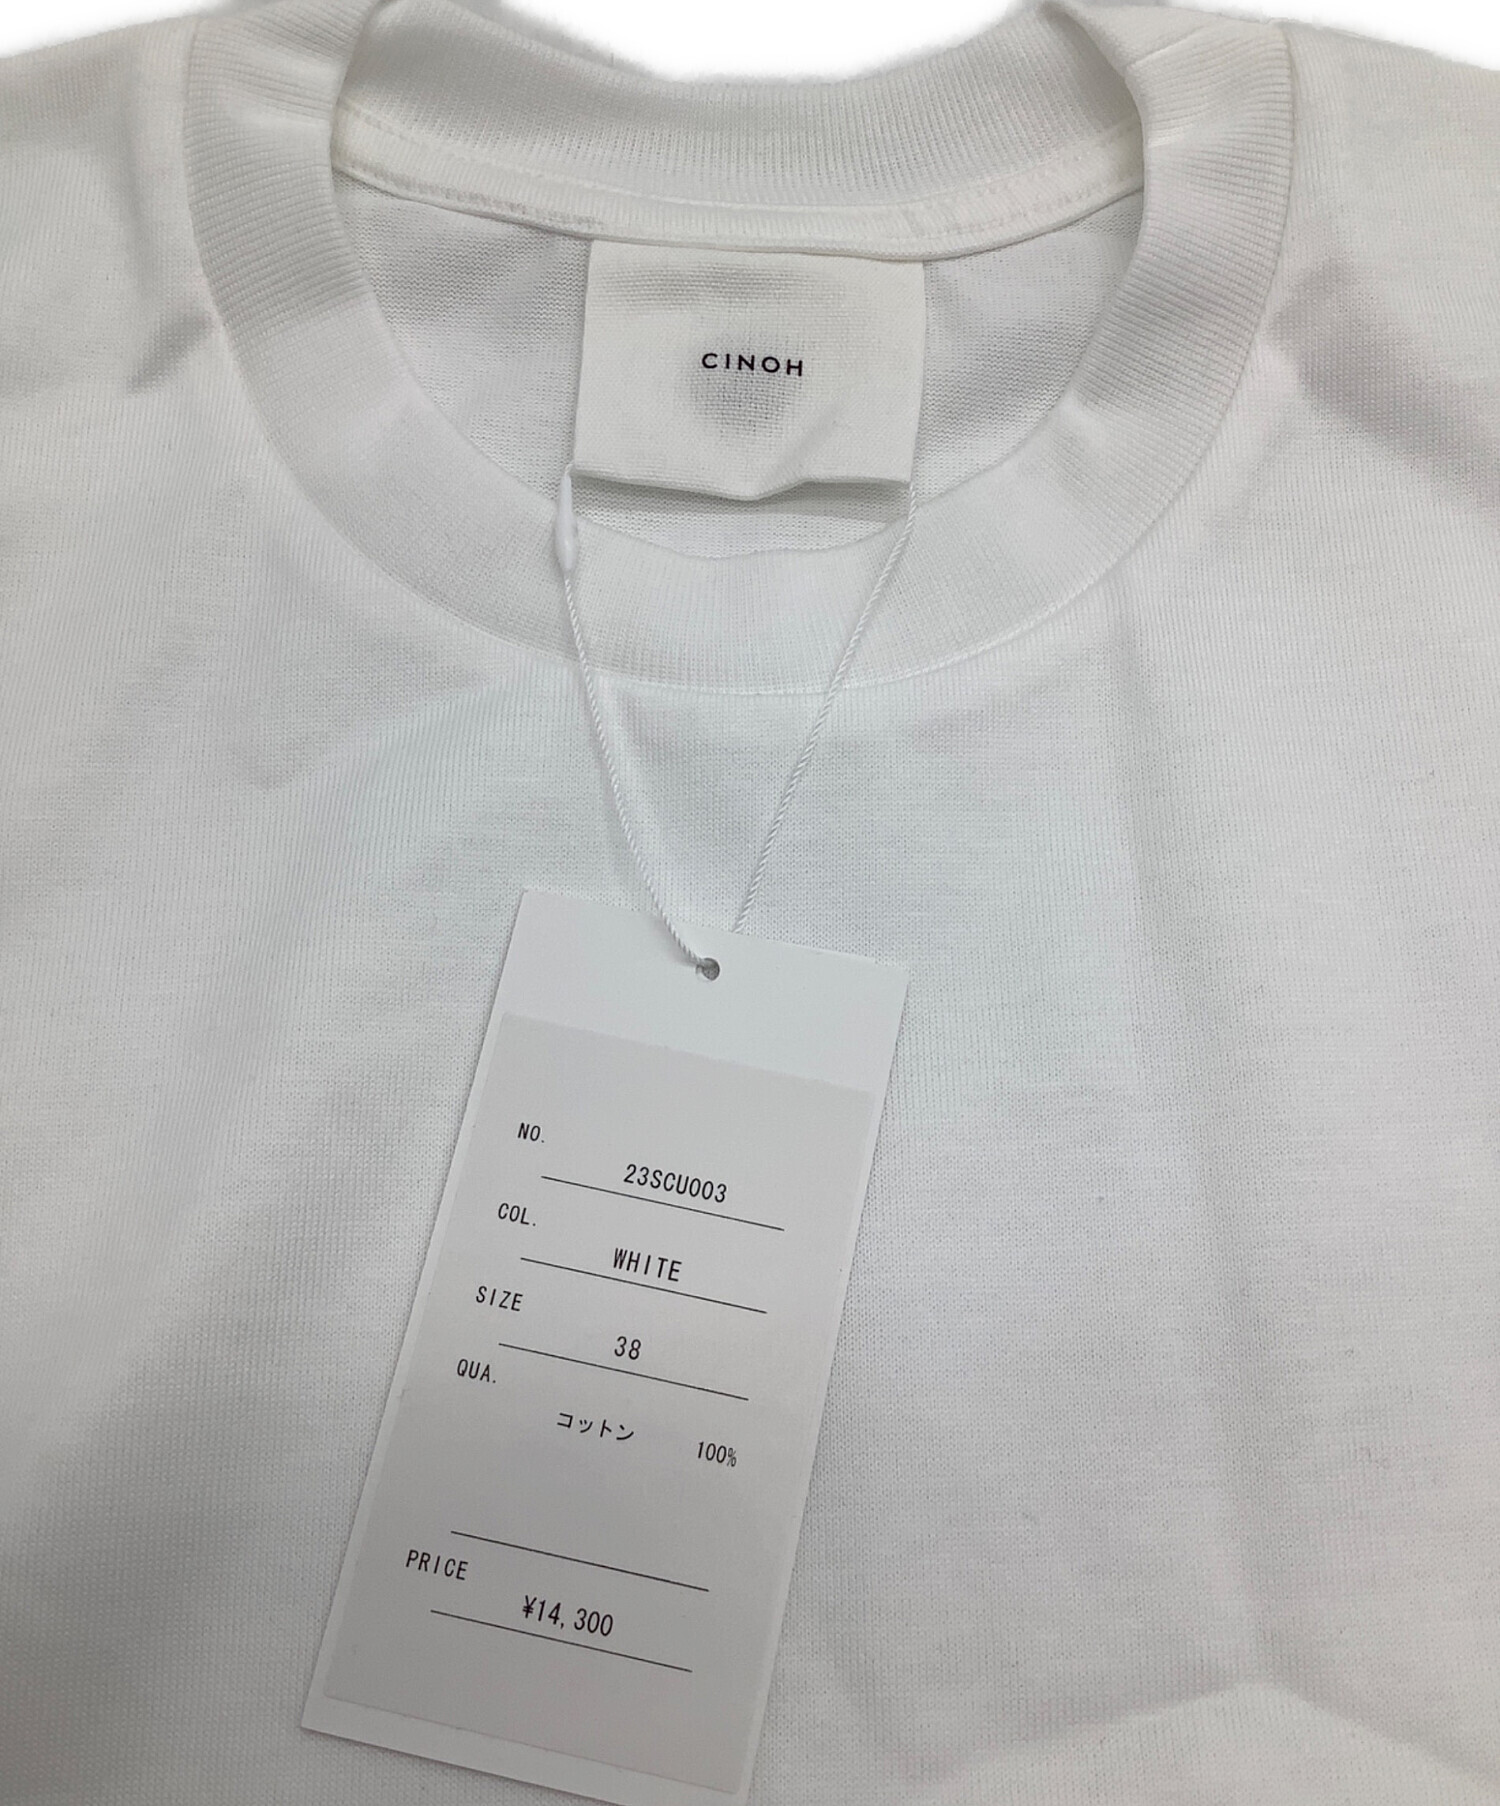 CINOH
NO.
23SCU003
COL.
WHITE
SIZE
38
QUA.
コットン 100%
PRICE
¥14,300